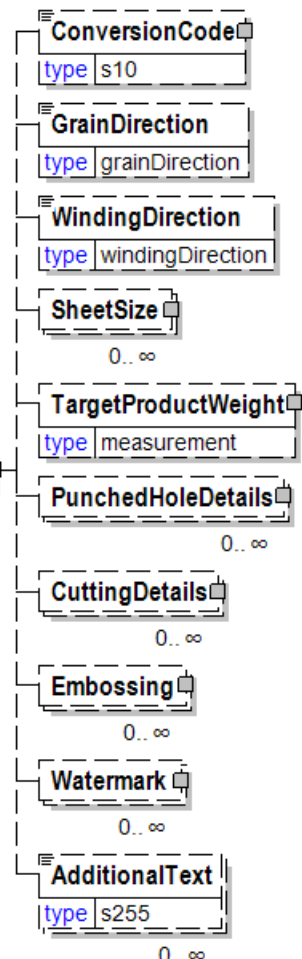 ConversionCode
type s10
GrainDirection
type grainDirection
WindingDirection
type windingDirection
SheetSize
0.. ∞
TargetProductWeight
type measurement
PunchedHoleDetails
0.. ∞
CuttingDetails
0.. ∞
Embossing
0.. ∞
Watermark
0.. ∞
AdditionalText
type s255
0.. ∞